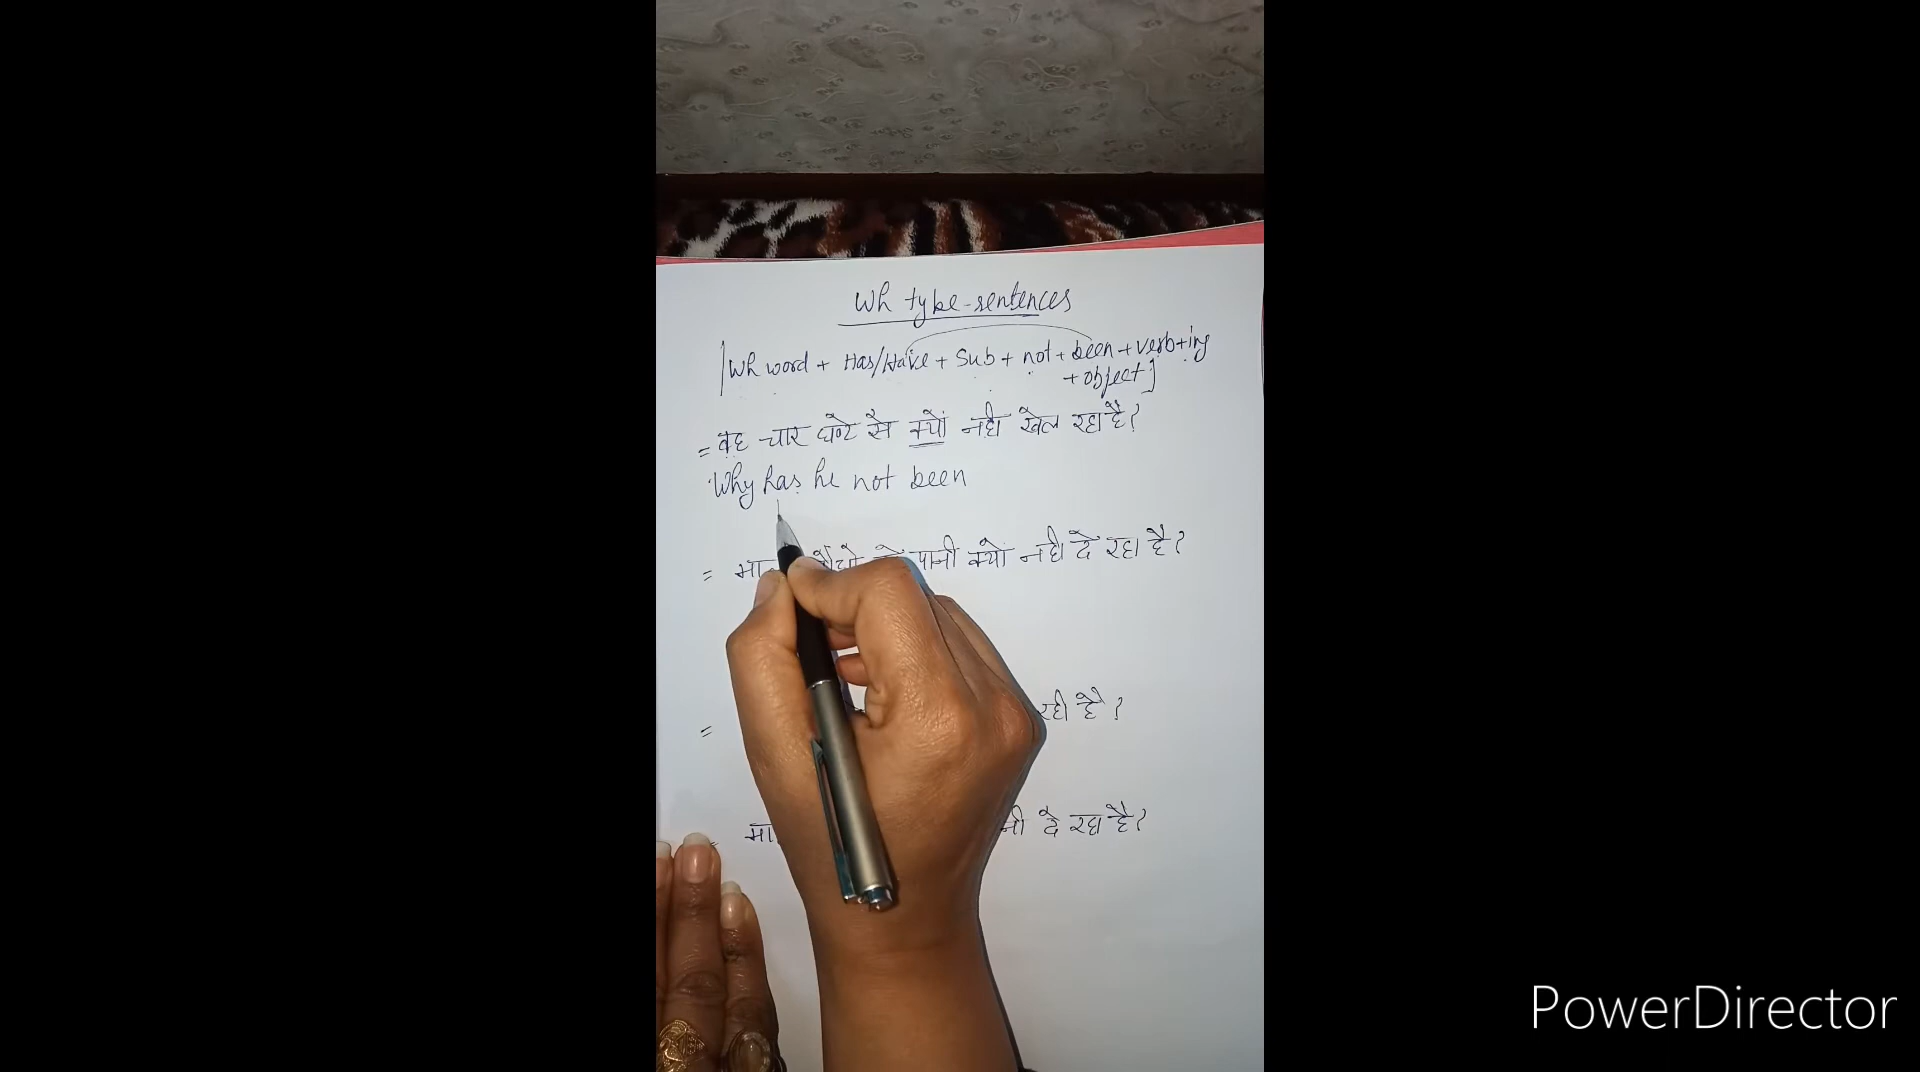 Wh type-sentences
[Wh word + Has/Have + Sub + not + been + verb+ing
+ object]
= वह चार घण्टे से क्यों नही खेल रहा है?
Why has he not been
= पानी क्यों नही दे रहा है?
= रही है?
दे रहा है?
PowerDirector